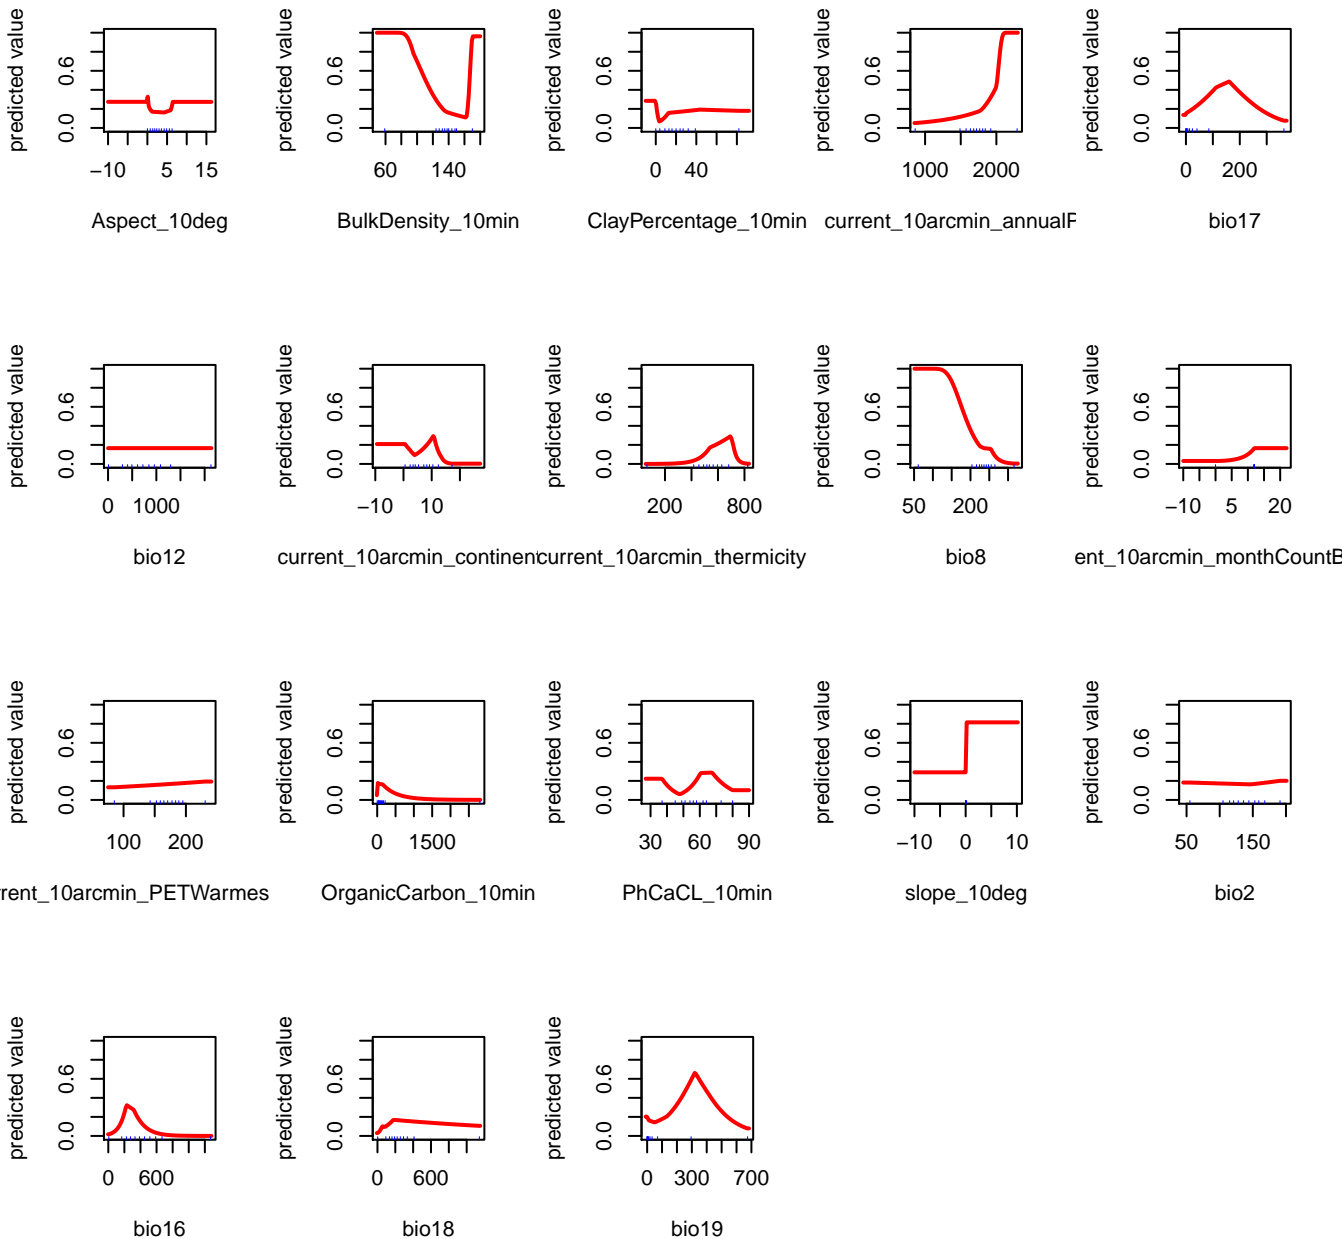 predicted value
0.0 0.6
−10 5 15
Aspect_10deg
predicted value
0.0 0.6
60 140
BulkDensity_10min
predicted value
0.0 0.6
0 40
ClayPercentage_10min
predicted value
0.0 0.6
1000 2000
current_10arcmin_annualP
predicted value
0.0 0.6
0 200
bio17
predicted value
0.0 0.6
0 1000
bio12
predicted value
0.0 0.6
−10 10
current_10arcmin_continen
predicted value
0.0 0.6
200 800
current_10arcmin_thermicity
predicted value
0.0 0.6
50 200
bio8
predicted value
0.0 0.6
−10 5 20
ent_10arcmin_monthCountB
predicted value
0.0 0.6
100 200
rent_10arcmin_PETWarmes
predicted value
0.0 0.6
0 1500
OrganicCarbon_10min
predicted value
0.0 0.6
30 60 90
PhCaCL_10min
predicted value
0.0 0.6
−10 0 10
slope_10deg
predicted value
0.0 0.6
50 150
bio2
predicted value
0.0 0.6
0 600
bio16
predicted value
0.0 0.6
0 600
bio18
predicted value
0.0 0.6
0 300 700
bio19